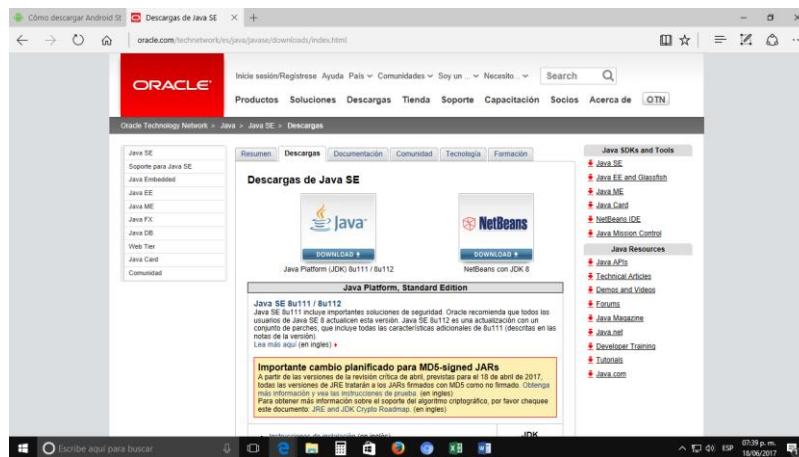 Cómo descargar Android St
Descargas de Java SE
oracle.com/technetwork/es/java/javase/downloads/index.html
ORACLE
Inicie sesión/Regístrese Ayuda País Comunidades Soy un ... Necesito... Search
Productos Soluciones Descargas Tienda Soporte Capacitación Socios Acerca de OTN
Oracle Technology Network > Java > Java SE > Descargas
Java SE
Soporte para Java SE
Java Embedded
Java EE
Java ME
Java FX
Java DB
Web Tier
Java Card
Comunidad
Resumen Descargas Documentación Comunidad Tecnología Formación
Descargas de Java SE
Java
DOWNLOAD
Java Platform (JDK) 8u111 / 8u112
NetBeans
DOWNLOAD
NetBeans con JDK 8
Java Platform, Standard Edition
Java SE 8u111 / 8u112
Java SE 8u111 incluye importantes soluciones de seguridad. Oracle recomienda que todos los
usuarios de Java SE 8 actualicen esta versión. Java SE 8u112 es una actualización con un
conjunto de parches, que incluye todas las características adicionales de 8u111 (descritas en las
notas de la versión).
Lea más aquí (en ingles)
Importante cambio planificado para MD5-signed JARs
A partir de las versiones de la revisión crítica de abril, previstas para el 18 de abril de 2017,
todas las versiones de JRE tratarán a los JARs firmados con MD5 como no firmado. Obtenga
más información y vea las instrucciones de prueba. (en ingles)
Para obtener más información sobre el soporte del algoritmo criptográfico, por favor chequee
este documento: JRE and JDK Crypto Roadmap. (en ingles)
Instrucciones de instalación (en inglés)
JDK
Java SDKs and Tools
Java SE
Java EE and Glassfish
Java ME
Java Card
NetBeans IDE
Java Mission Control
Java Resources
Java APIs
Technical Articles
Demos and Videos
Forums
Java Magazine
Java.net
Developer Training
Tutorials
Java.com
Escribe aquí para buscar
ESP
07:39 p. m.
18/06/2017